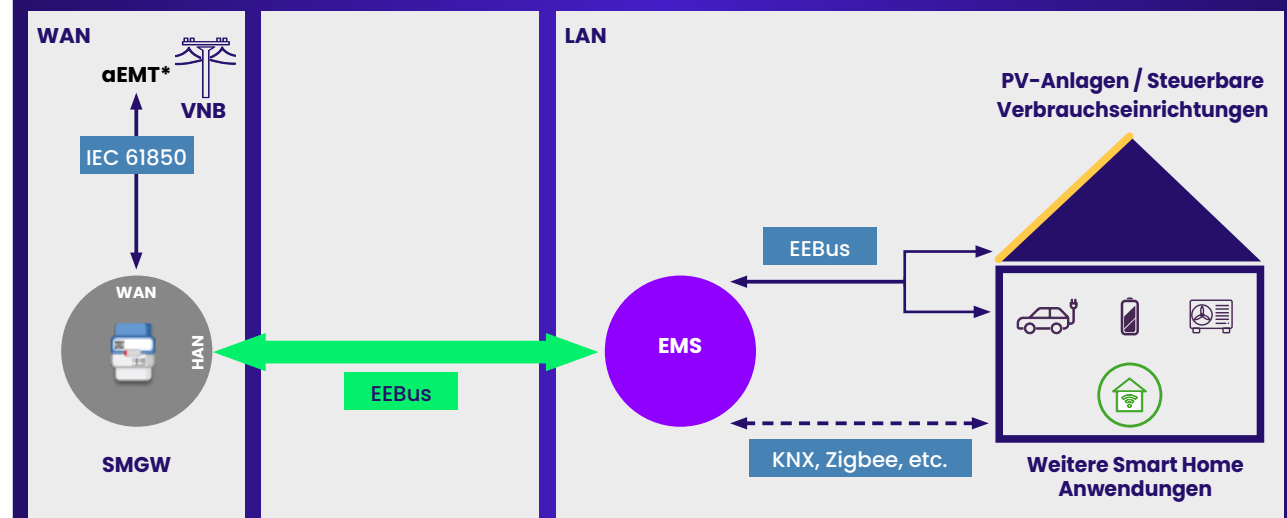 WAN
aEMT*
VNB
IEC 61850
WAN
HAN
SMGW
EEBus
LAN
EMS
EEBus
KNX, Zigbee, etc.
PV-Anlagen / Steuerbare
Verbrauchseinrichtungen
Weitere Smart Home
Anwendungen